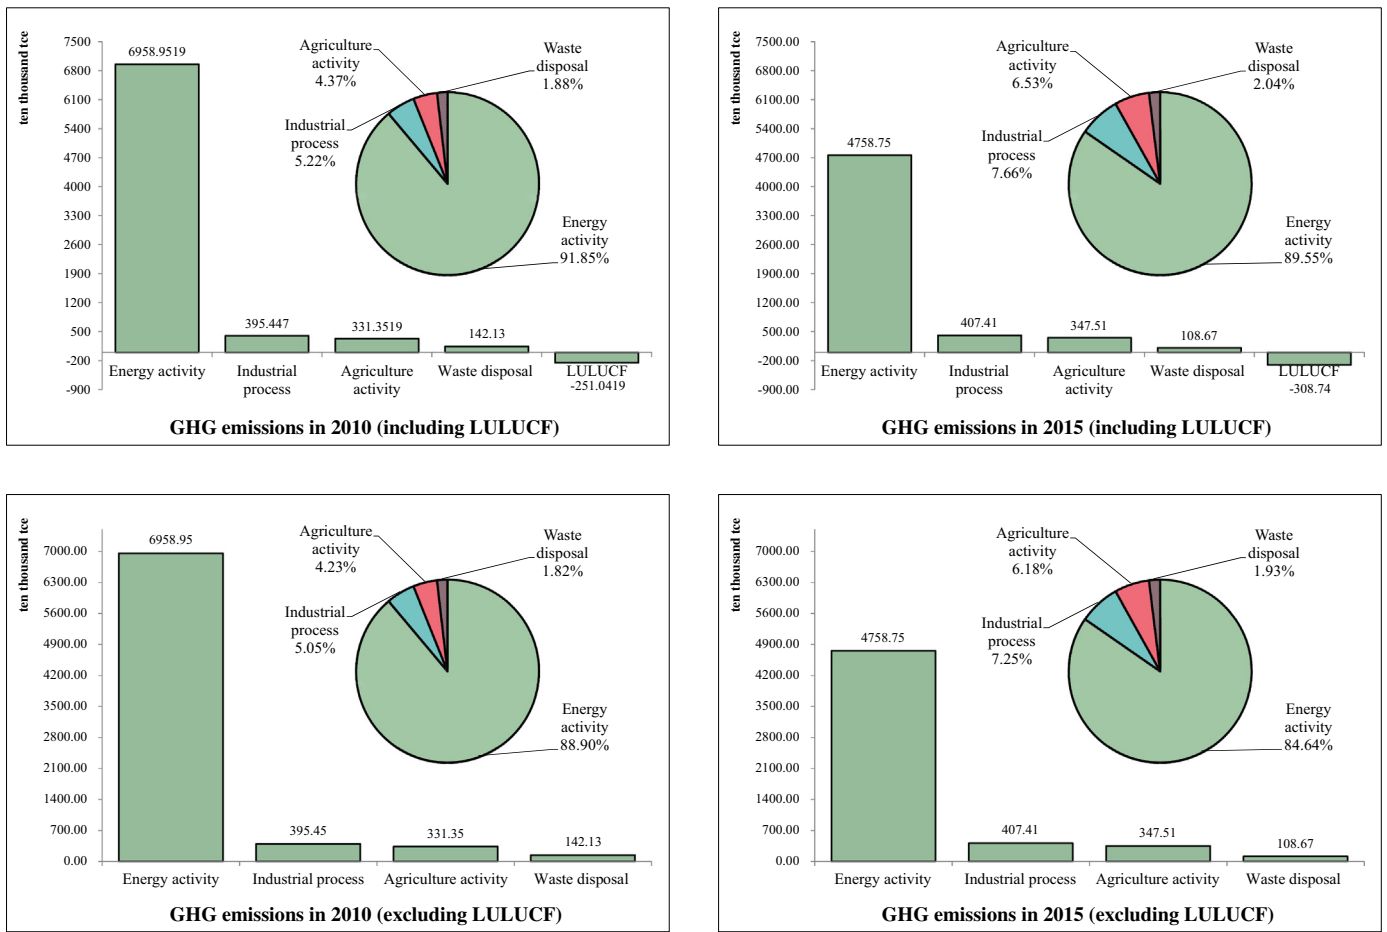 ten thousand tce
7500
6800
6100
5400
4700
4000
3300
2600
1900
1200
500
-200
-900
6958.9519
395.447
331.3519
142.13
Energy activity
Industrial
process
Agriculture
activity
Waste disposal
LULUCF
-251.0419
Agriculture
activity
4.37%
Waste
disposal
1.88%
Industrial
process
5.22%
Energy
activity
91.85%
GHG emissions in 2010 (including LULUCF)
ten thousand tce
7500.00
6800.00
6100.00
5400.00
4700.00
4000.00
3300.00
2600.00
1900.00
1200.00
500.00
-200.00
-900.00
4758.75
407.41
347.51
108.67
Energy activity
Industrial
process
Agriculture
activity
Waste disposal
LULUCF
-308.74
Agriculture
activity
6.53%
Waste
disposal
2.04%
Industrial
process
7.66%
Energy
activity
89.55%
GHG emissions in 2015 (including LULUCF)
ten thousand tce
7000.00
6300.00
5600.00
4900.00
4200.00
3500.00
2800.00
2100.00
1400.00
700.00
0.00
6958.95
395.45
331.35
142.13
Energy activity
Industrial process
Agriculture activity
Waste disposal
Agriculture
activity
4.23%
Waste
disposal
1.82%
Industrial
process
5.05%
Energy
activity
88.90%
GHG emissions in 2010 (excluding LULUCF)
ten thousand tce
7000.00
6300.00
5600.00
4900.00
4200.00
3500.00
2800.00
2100.00
1400.00
700.00
0.00
4758.75
407.41
347.51
108.67
Energy activity
Industrial process
Agriculture activity
Waste disposal
Agriculture
activity
6.18%
Waste
disposal
1.93%
Industrial
process
7.25%
Energy
activity
84.64%
GHG emissions in 2015 (excluding LULUCF)